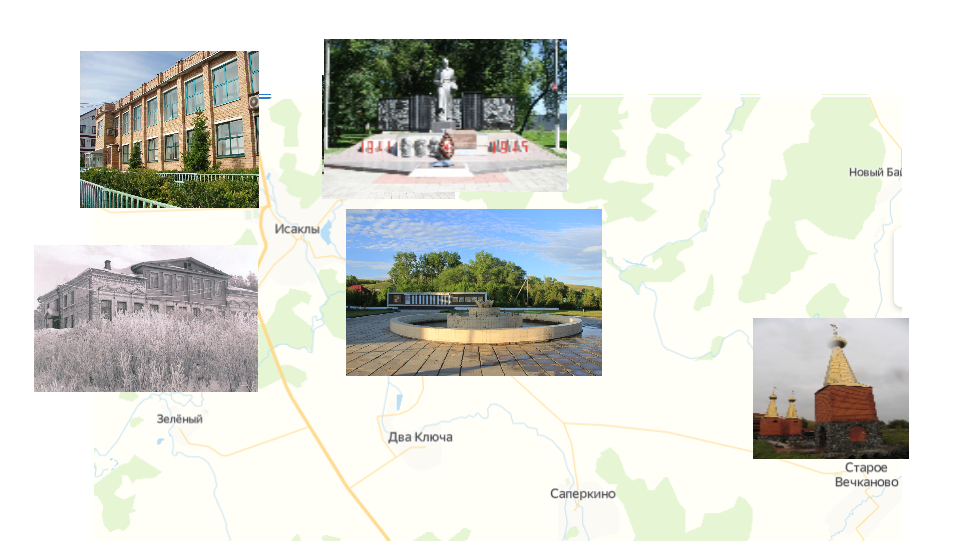 1941 1945
Новый Ба
Исаклы
Зелёный
Два Ключа
Старое
Вечканово
Саперкино